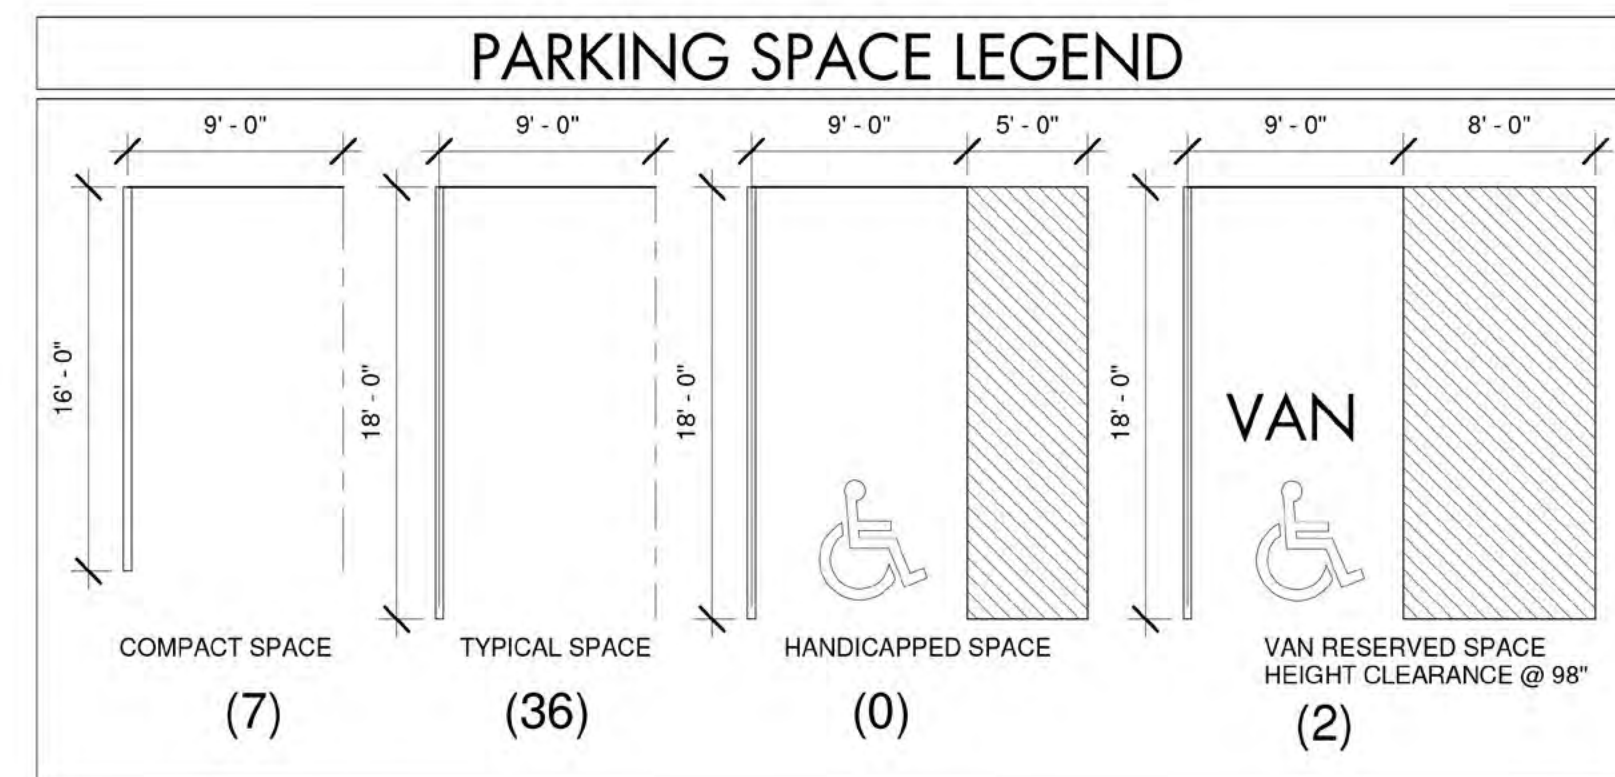 PARKING SPACE LEGEND
9' - 0"
9' - 0"
9' - 0"
5' - 0"
9' - 0"
8' - 0"
16' - 0"
18' - 0"
18' - 0"
18' - 0"
VAN
COMPACT SPACE
(7)
TYPICAL SPACE
(36)
HANDICAPPED SPACE
(0)
VAN RESERVED SPACE
HEIGHT CLEARANCE @ 98"
(2)